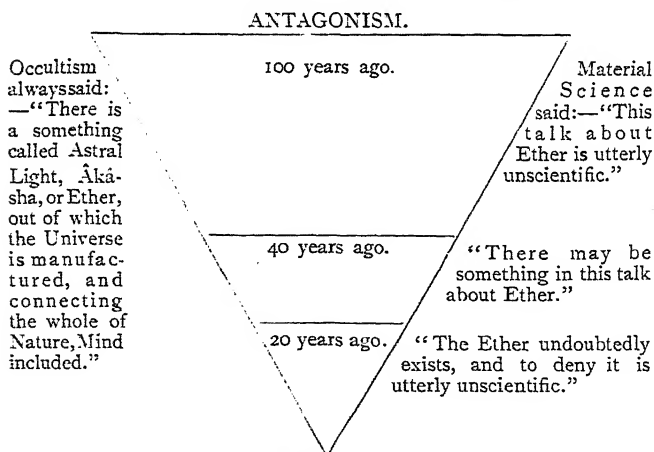 ANTAGONISM.
100 years ago.
Occultism
always said:
—“There is
a something
called Astral
Light, Âkâ-
sha, or Ether,
out of which
the Universe
is manufac-
tured, and
connecting
the whole of
Nature, Mind
included.”
Material
Science
said:—“This
talk about
Ether is utterly
unscientific.”
40 years ago.
“There may be
something in this talk
about Ether.”
20 years ago.
“The Ether undoubtedly
exists, and to deny it is
utterly unscientific.”